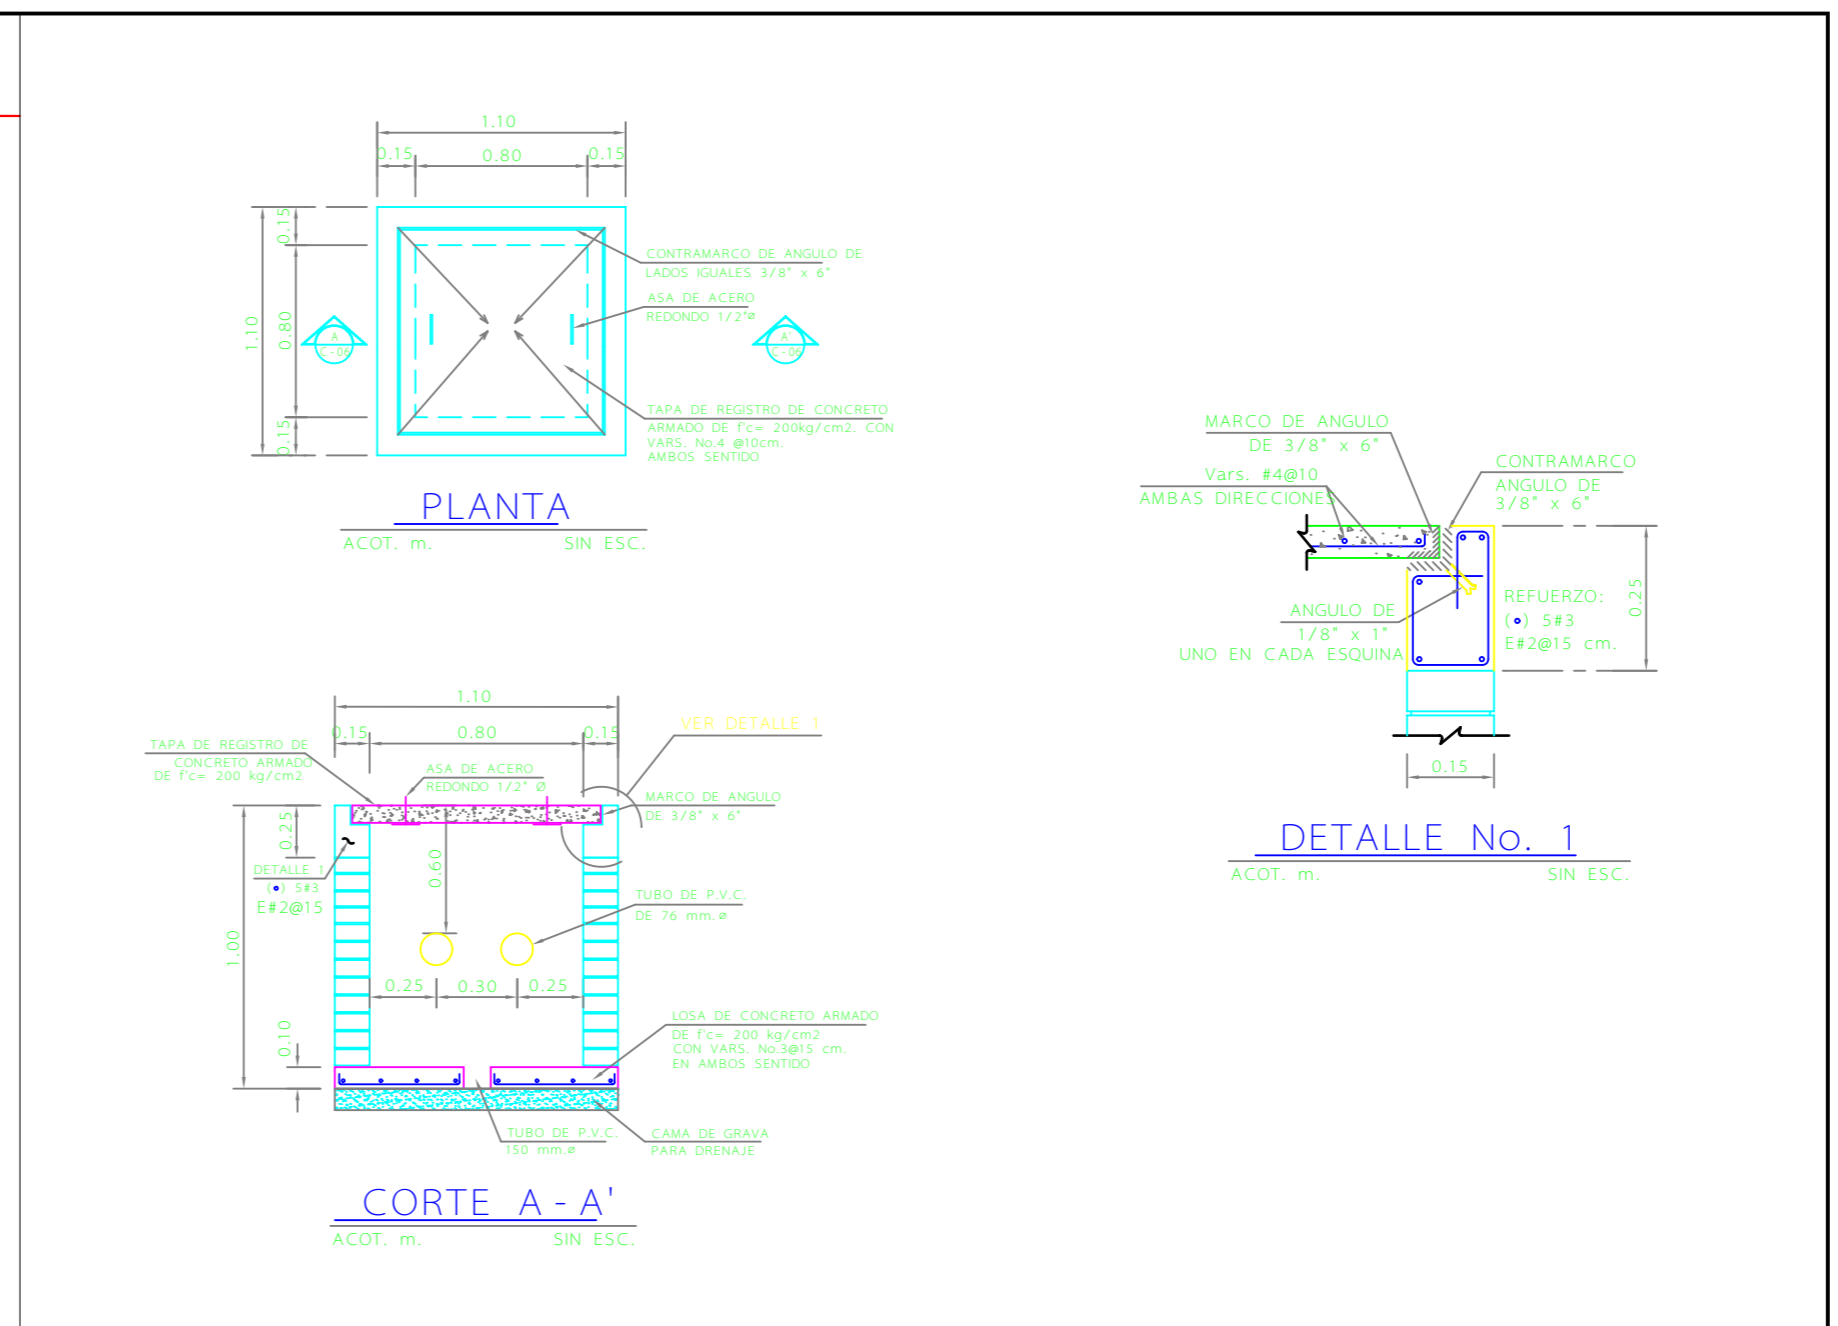 1.10
0.15
0.80
0.15
0.15
1.10
0.80
0.15
A
C-06
A'
C-06
CONTRAMARCO DE ANGULO DE
LADOS IGUALES 3/8" x 6"
ASA DE ACERO
REDONDO 1/2"ø
TAPA DE REGISTRO DE CONCRETO
ARMADO DE f'c= 200kg/cm2. CON
VARS. No.4 @10cm.
AMBOS SENTIDO
PLANTA
ACOT. m.
SIN ESC.
MARCO DE ANGULO
DE 3/8" x 6"
Vars. #4@10
AMBAS DIRECCIONES
CONTRAMARCO
ANGULO DE
3/8" x 6"
ANGULO DE
1/8" x 1"
UNO EN CADA ESQUINA
REFUERZO:
(•) 5#3
E#2@15 cm.
0.25
0.15
DETALLE No. 1
ACOT. m.
SIN ESC.
1.10
0.15
0.80
0.15
VER DETALLE 1
TAPA DE REGISTRO DE
CONCRETO ARMADO
DE f'c= 200 kg/cm2
ASA DE ACERO
REDONDO 1/2" Ø
MARCO DE ANGULO
DE 3/8" x 6"
0.25
DETALLE 1
(•) 5#3
E#2@15
0.60
TUBO DE P.V.C.
DE 76 mm.ø
1.00
0.25
0.30
0.25
0.10
LOSA DE CONCRETO ARMADO
DE f'c= 200 kg/cm2
CON VARS. No.3@15 cm.
EN AMBOS SENTIDO
TUBO DE P.V.C.
150 mm.ø
CAMA DE GRAVA
PARA DRENAJE
CORTE A - A'
ACOT. m.
SIN ESC.